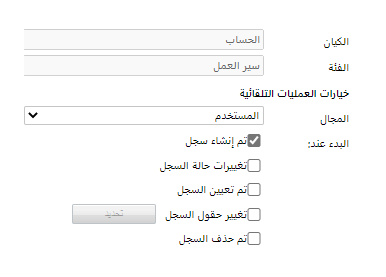 الكيان الحساب
الفئة سير العمل
خيارات العمليات التلقائية
المجال المستخدم
البدء عند: تم إنشاء سجل
تغييرات حالة السجل
تم تعيين السجل
تغيير حقول السجل تحديد
تم حذف السجل